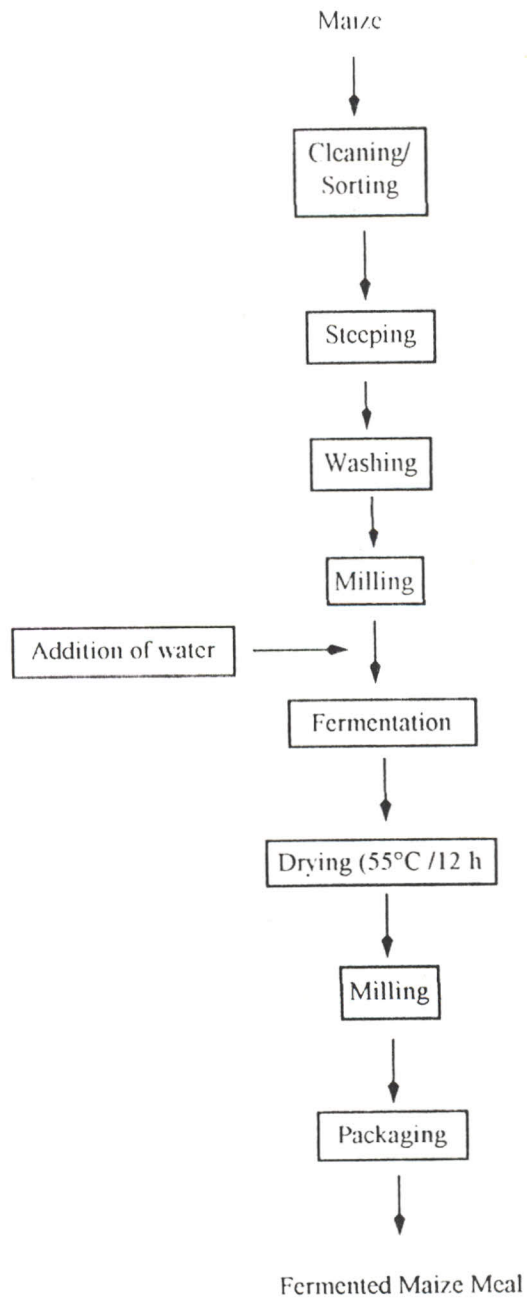 Maize
Cleaning/
Sorting
Steeping
Washing
Milling
Addition of water
Fermentation
Drying (55°C /12 h
Milling
Packaging
Fermented Maize Meal